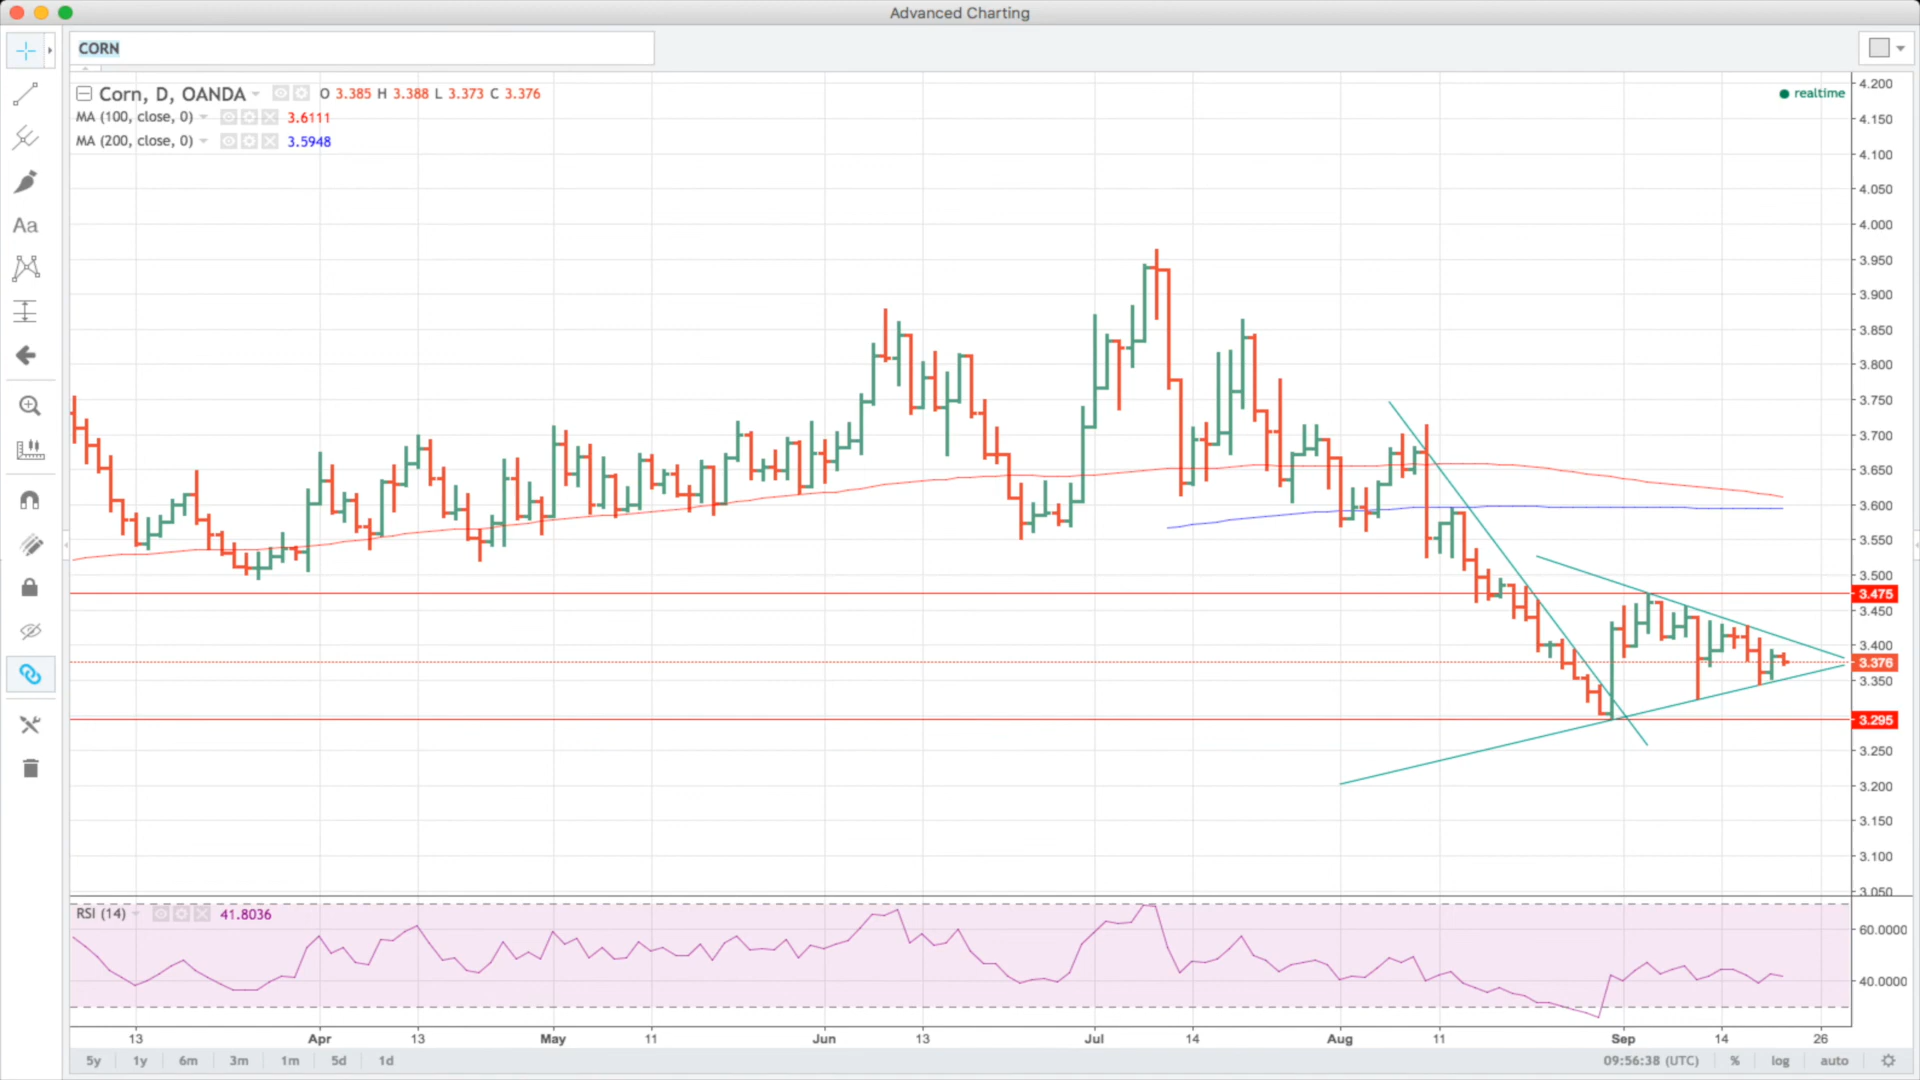 Advanced Charting
CORN
Corn, D, OANDA O 3.385 H 3.388 L 3.373 C 3.376
realtime
MA (100, close, 0) 3.6111
MA (200, close, 0) 3.5948
Aa
4.200
4.150
4.100
4.050
4.000
3.950
3.900
3.850
3.800
3.750
3.700
3.650
3.600
3.550
3.500
3.475
3.450
3.400
3.376
3.350
3.295
3.250
3.200
3.150
3.100
3.050
RSI (14) 41.8036
60.0000
40.0000
13 Apr 13 May 11 Jun 13 Jul 14 Aug 11 Sep 14 26
5y 1y 6m 3m 1m 5d 1d 09:56:38 (UTC) % log auto